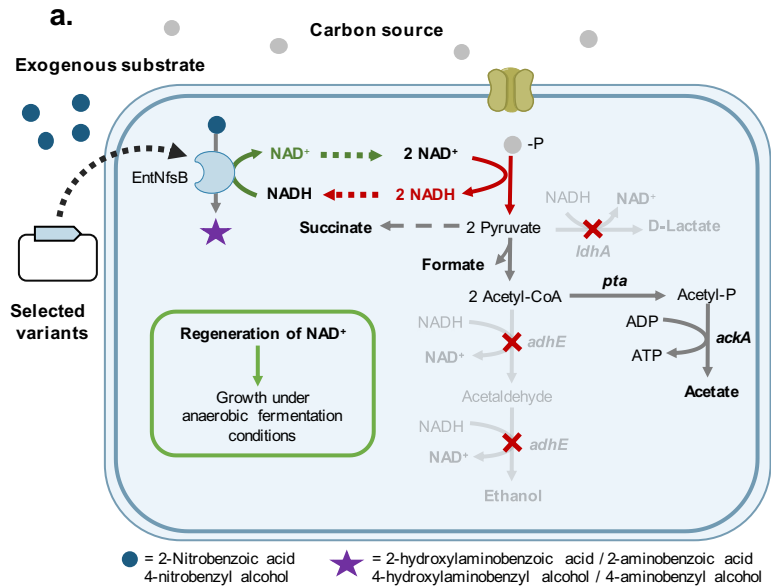 a.
Carbon source
Exogenous substrate
NAD⁺
2 NAD⁺
-P
EntNfsB
NADH
2 NADH
NADH
NAD⁺
Succinate
2 Pyruvate
D-Lactate
ldhA
Formate
Selected
variants
2 Acetyl-CoA
pta
Acetyl-P
NADH
ADP
adhE
ackA
NAD⁺
ATP
Regeneration of NAD⁺
Growth under
anaerobic fermentation
conditions
Acetaldehyde
Acetate
NADH
adhE
NAD⁺
Ethanol
= 2-Nitrobenzoic acid
4-nitrobenzyl alcohol
= 2-hydroxylaminobenzoic acid / 2-aminobenzoic acid
4-hydroxylaminobenzyl alcohol / 4-aminobenzyl alcohol